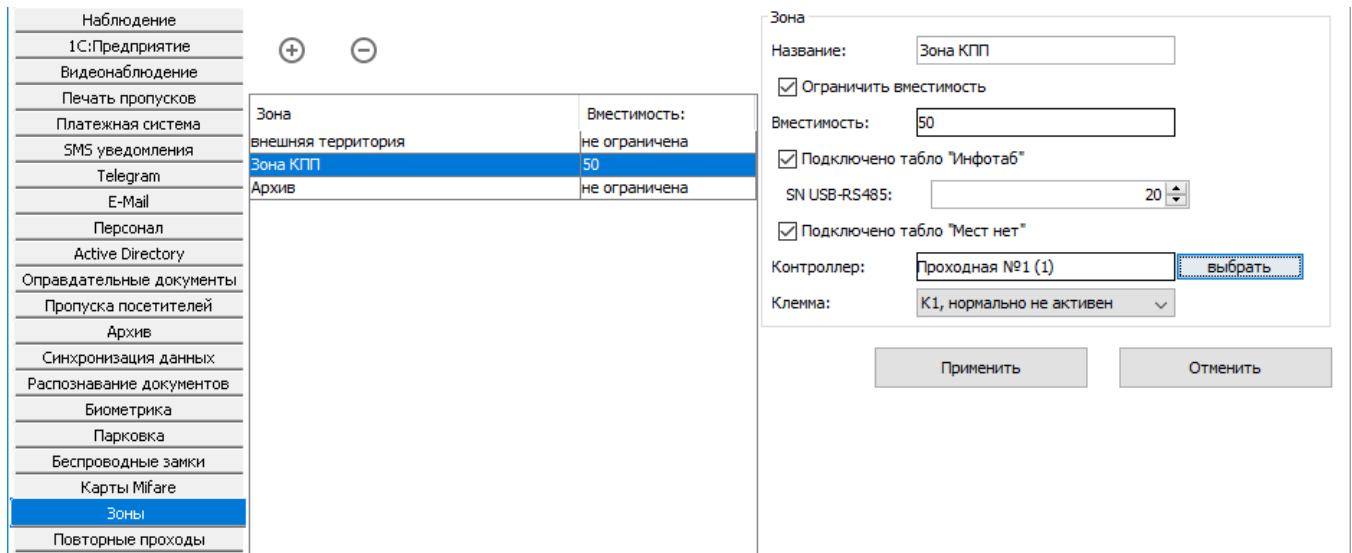 Наблюдение
1С:Предприятие
Видеонаблюдение
Печать пропусков
Платежная система
SMS уведомления
Telegram
E-Mail
Персонал
Active Directory
Оправдательные документы
Пропуска посетителей
Архив
Синхронизация данных
Распознавание документов
Биометрика
Парковка
Беспроводные замки
Карты Mifare
Зоны
Повторные проходы
Зона Вместимость:
внешняя территория не ограничена
Зона КПП 50
Архив не ограничена
Зона
Название: Зона КПП
Ограничить вместимость
Вместимость: 50
Подключено табло "Инфотаб"
SN USB-RS485: 20
Подключено табло "Мест нет"
Контроллер: Проходная №1 (1) выбрать
Клемма: К1, нормально не активен
Применить Отменить